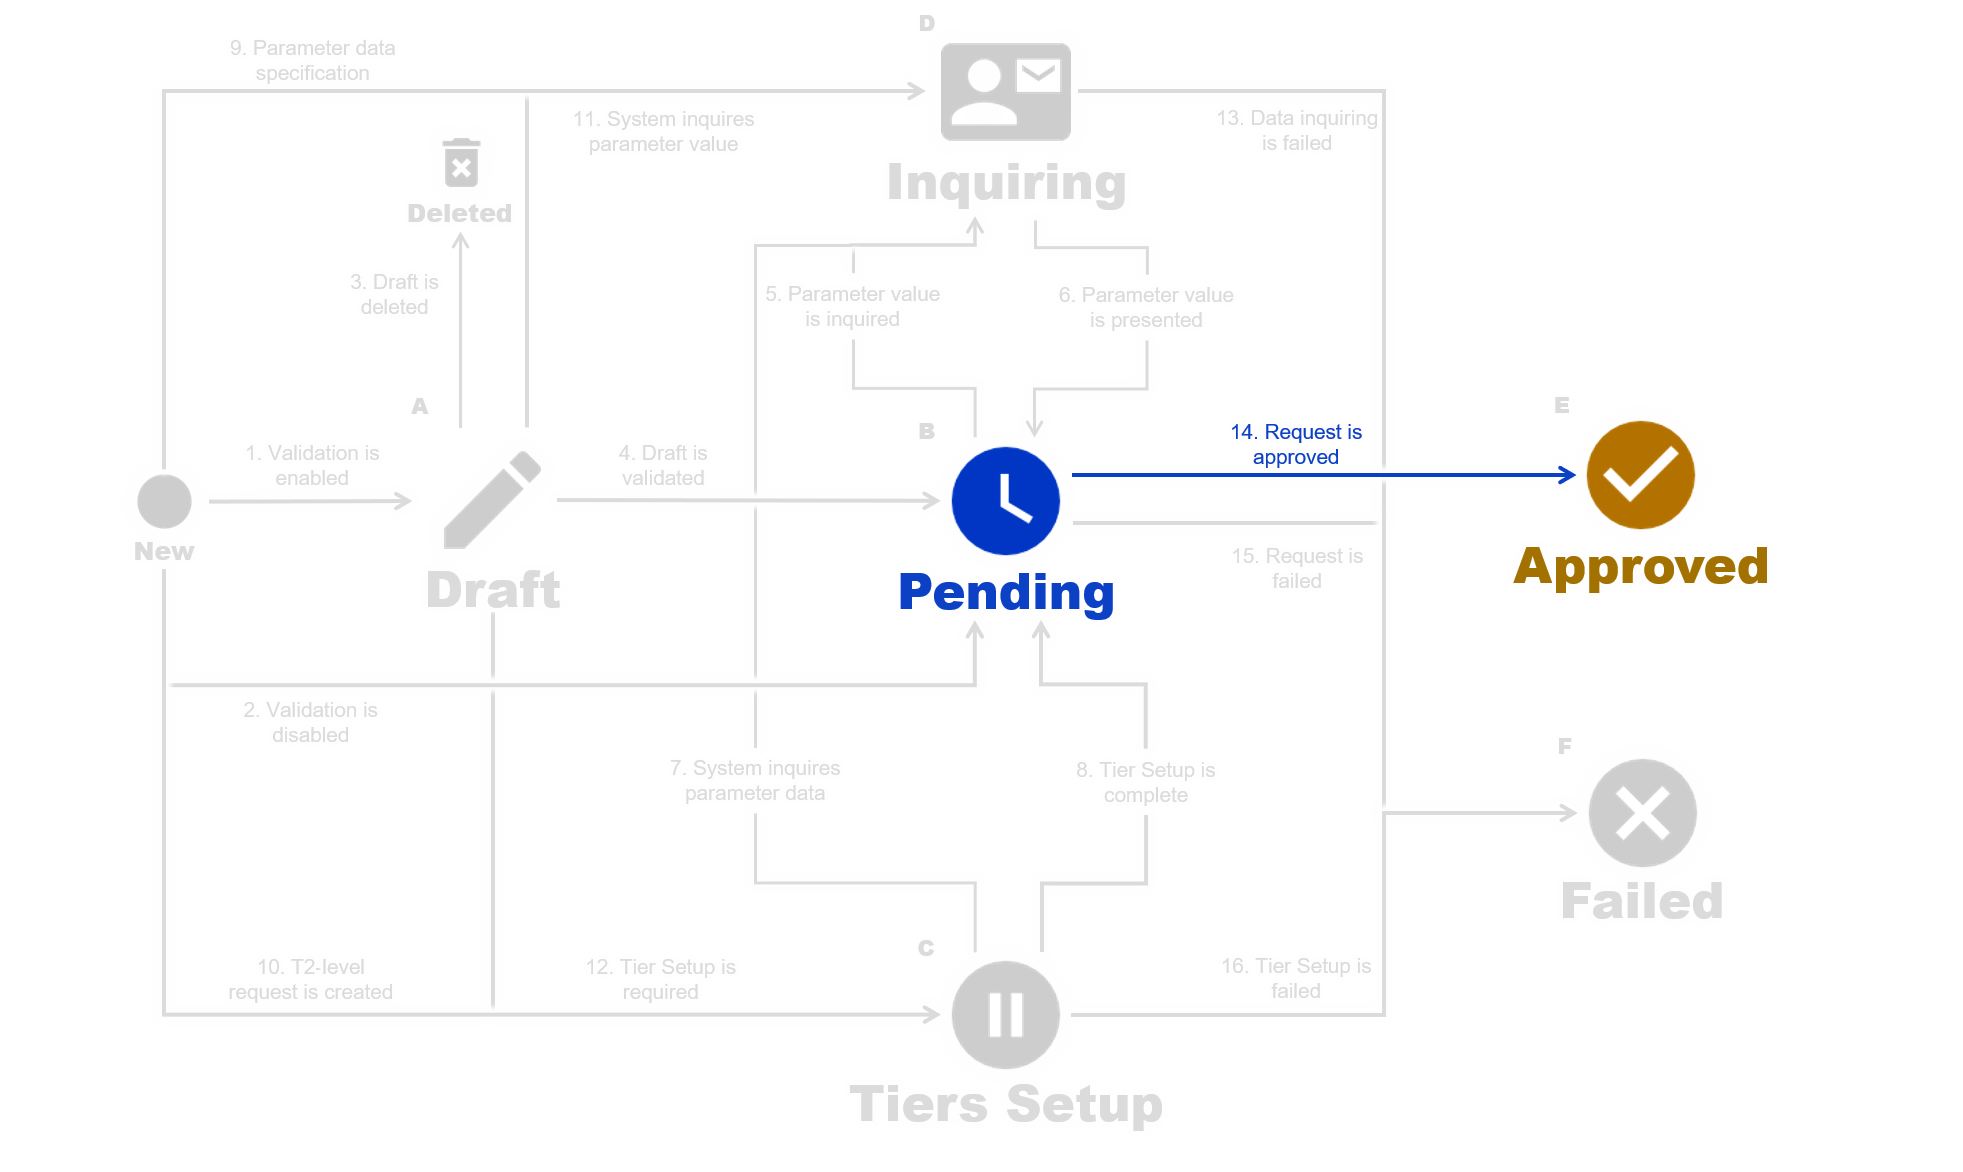 D
9. Parameter data
specification
11. System inquires
parameter value
13. Data inquiring
is failed
Inquiring
Deleted
3. Draft is
deleted
5. Parameter value
is inquired
6. Parameter value
is presented
A
B
E
1. Validation is
enabled
4. Draft is
validated
14. Request is
approved
New
Draft
Pending
15. Request is
failed
Approved
2. Validation is
disabled
7. System inquires
parameter data
8. Tier Setup is
complete
F
Failed
C
10. T2-level
request is created
12. Tier Setup is
required
16. Tier Setup is
failed
Tiers Setup